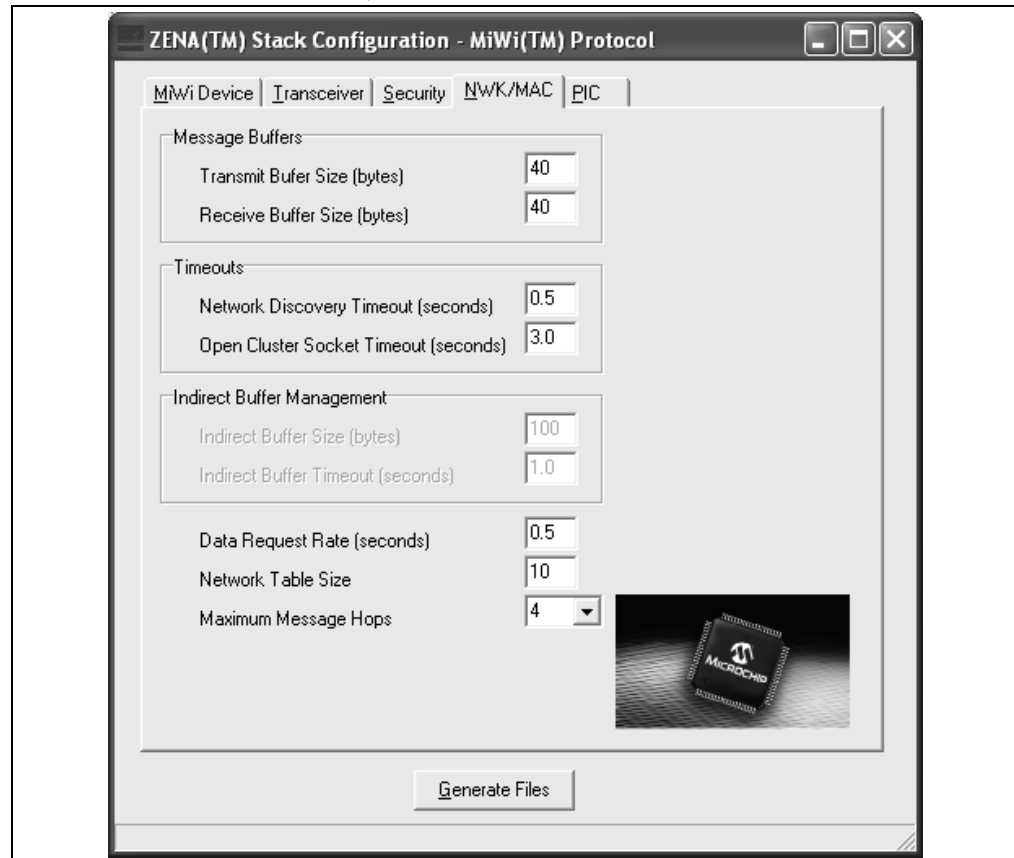 ZENA(TM) Stack Configuration - MiWi(TM) Protocol
MiWi Device Transceiver Security NWK/MAC PIC
Message Buffers
Transmit Bufer Size (bytes) 40
Receive Buffer Size (bytes) 40
Timeouts
Network Discovery Timeout (seconds) 0.5
Open Cluster Socket Timeout (seconds) 3.0
Indirect Buffer Management
Indirect Buffer Size (bytes) 100
Indirect Buffer Timeout (seconds) 1.0
Data Request Rate (seconds) 0.5
Network Table Size 10
Maximum Message Hops 4
MICROCHIP
Generate Files